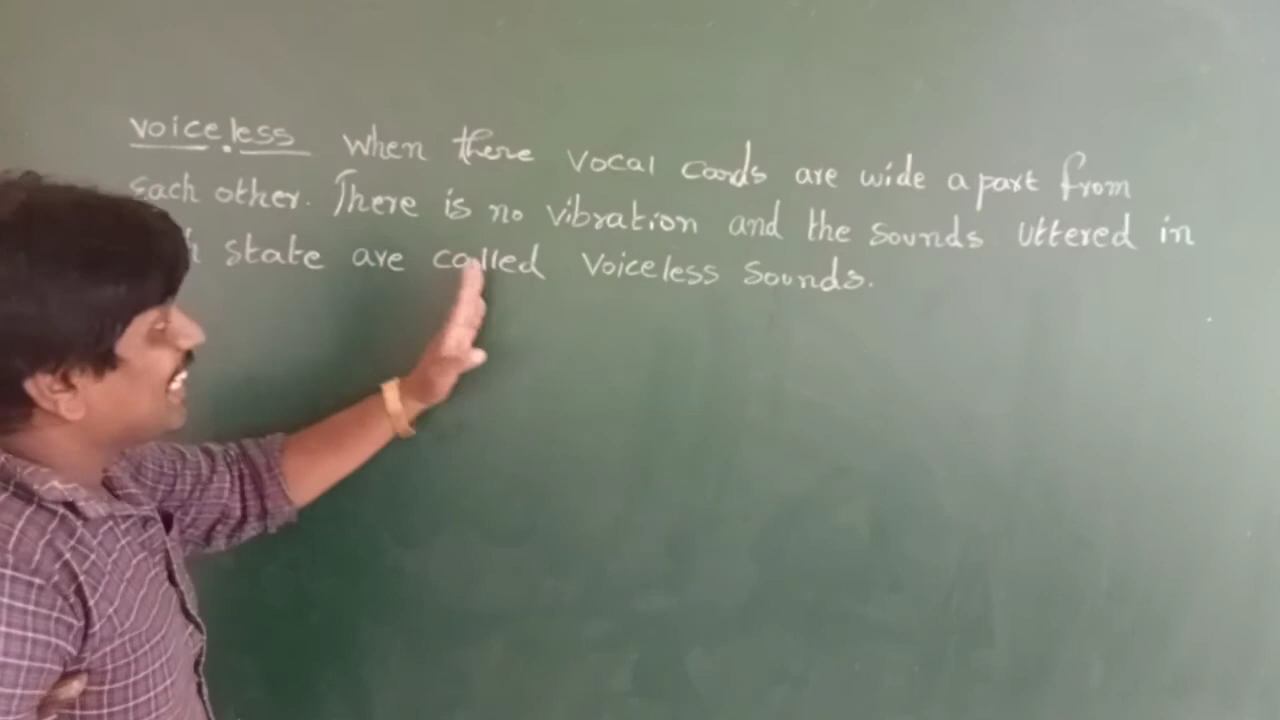 voiceless when there vocal cords are wide apart from
each other. There is no vibration and the sounds uttered in
state are called voiceless sounds.